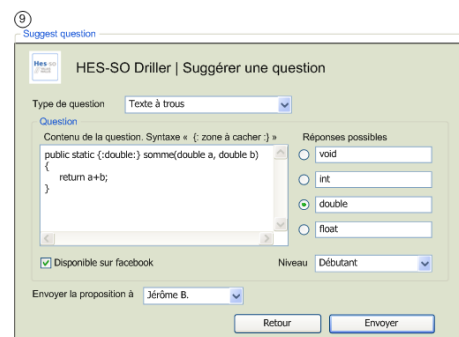 9
Suggest question
Hes·so
HES-SO Driller | Suggérer une question
Type de question Texte à trous
Question
Contenu de la question. Syntaxe « {: zone à cacher :} » Réponses possibles
public static {:double:} somme(double a, double b)
{
return a+b;
}
void
int
double
float
Disponible sur facebook Niveau Débutant
Envoyer la proposition à Jérôme B.
Retour Envoyer